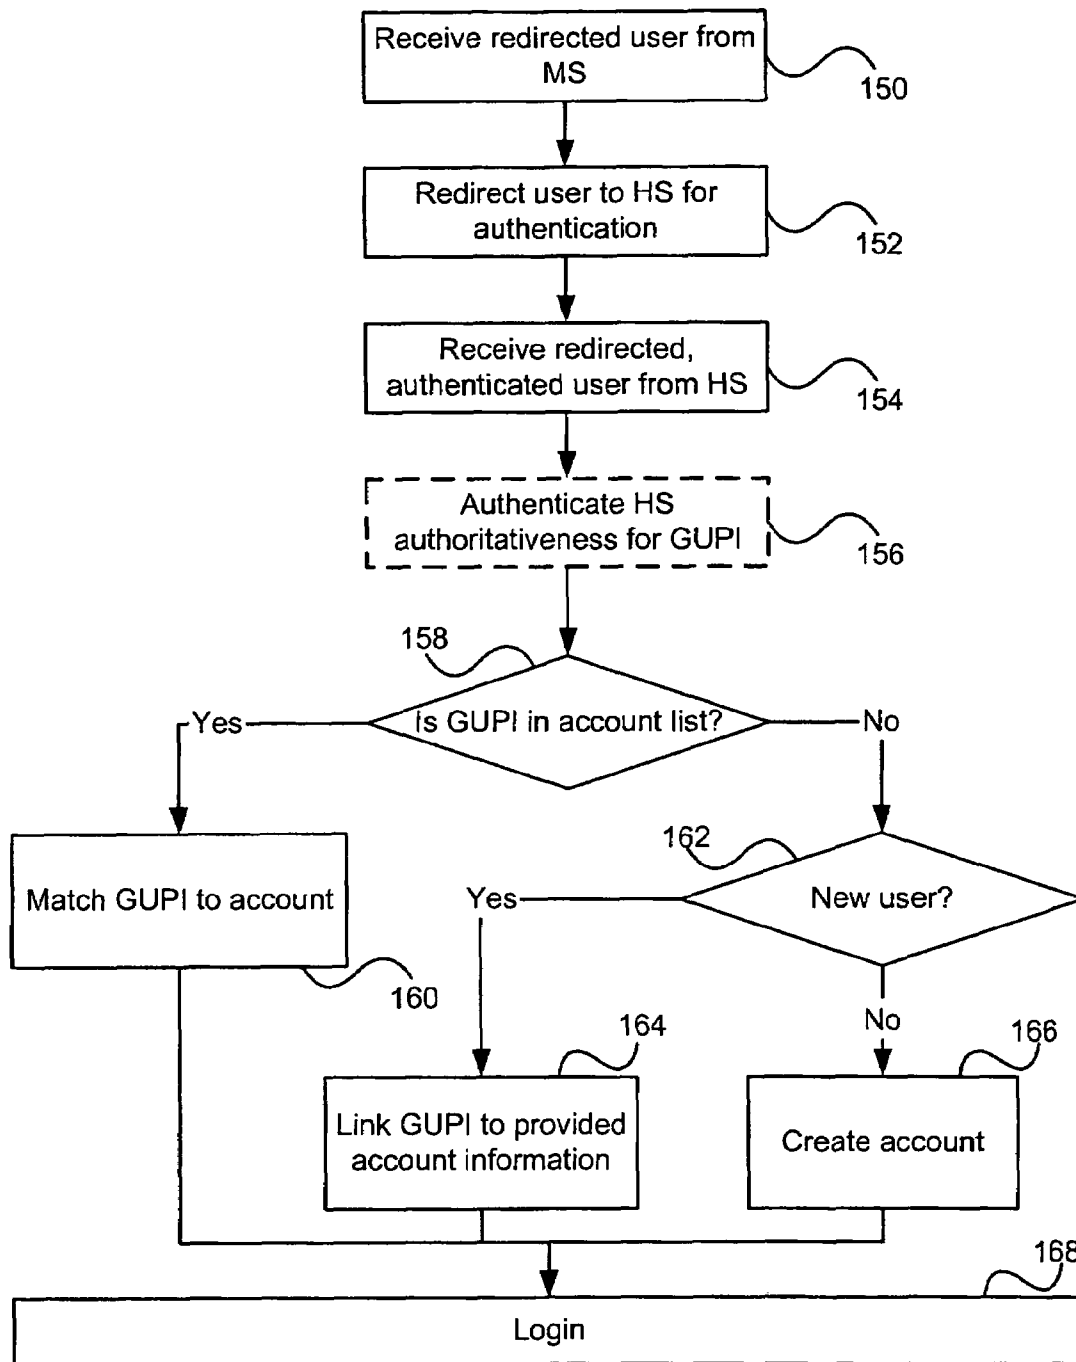 Receive redirected user from
MS
150
Redirect user to HS for
authentication
152
Receive redirected,
authenticated user from HS
154
Authenticate HS
authoritativeness for GUPI
156
158
Is GUPI in account list?
Yes
No
Match GUPI to account
160
162
New user?
Yes
No
164
Link GUPI to provided
account information
166
Create account
168
Login